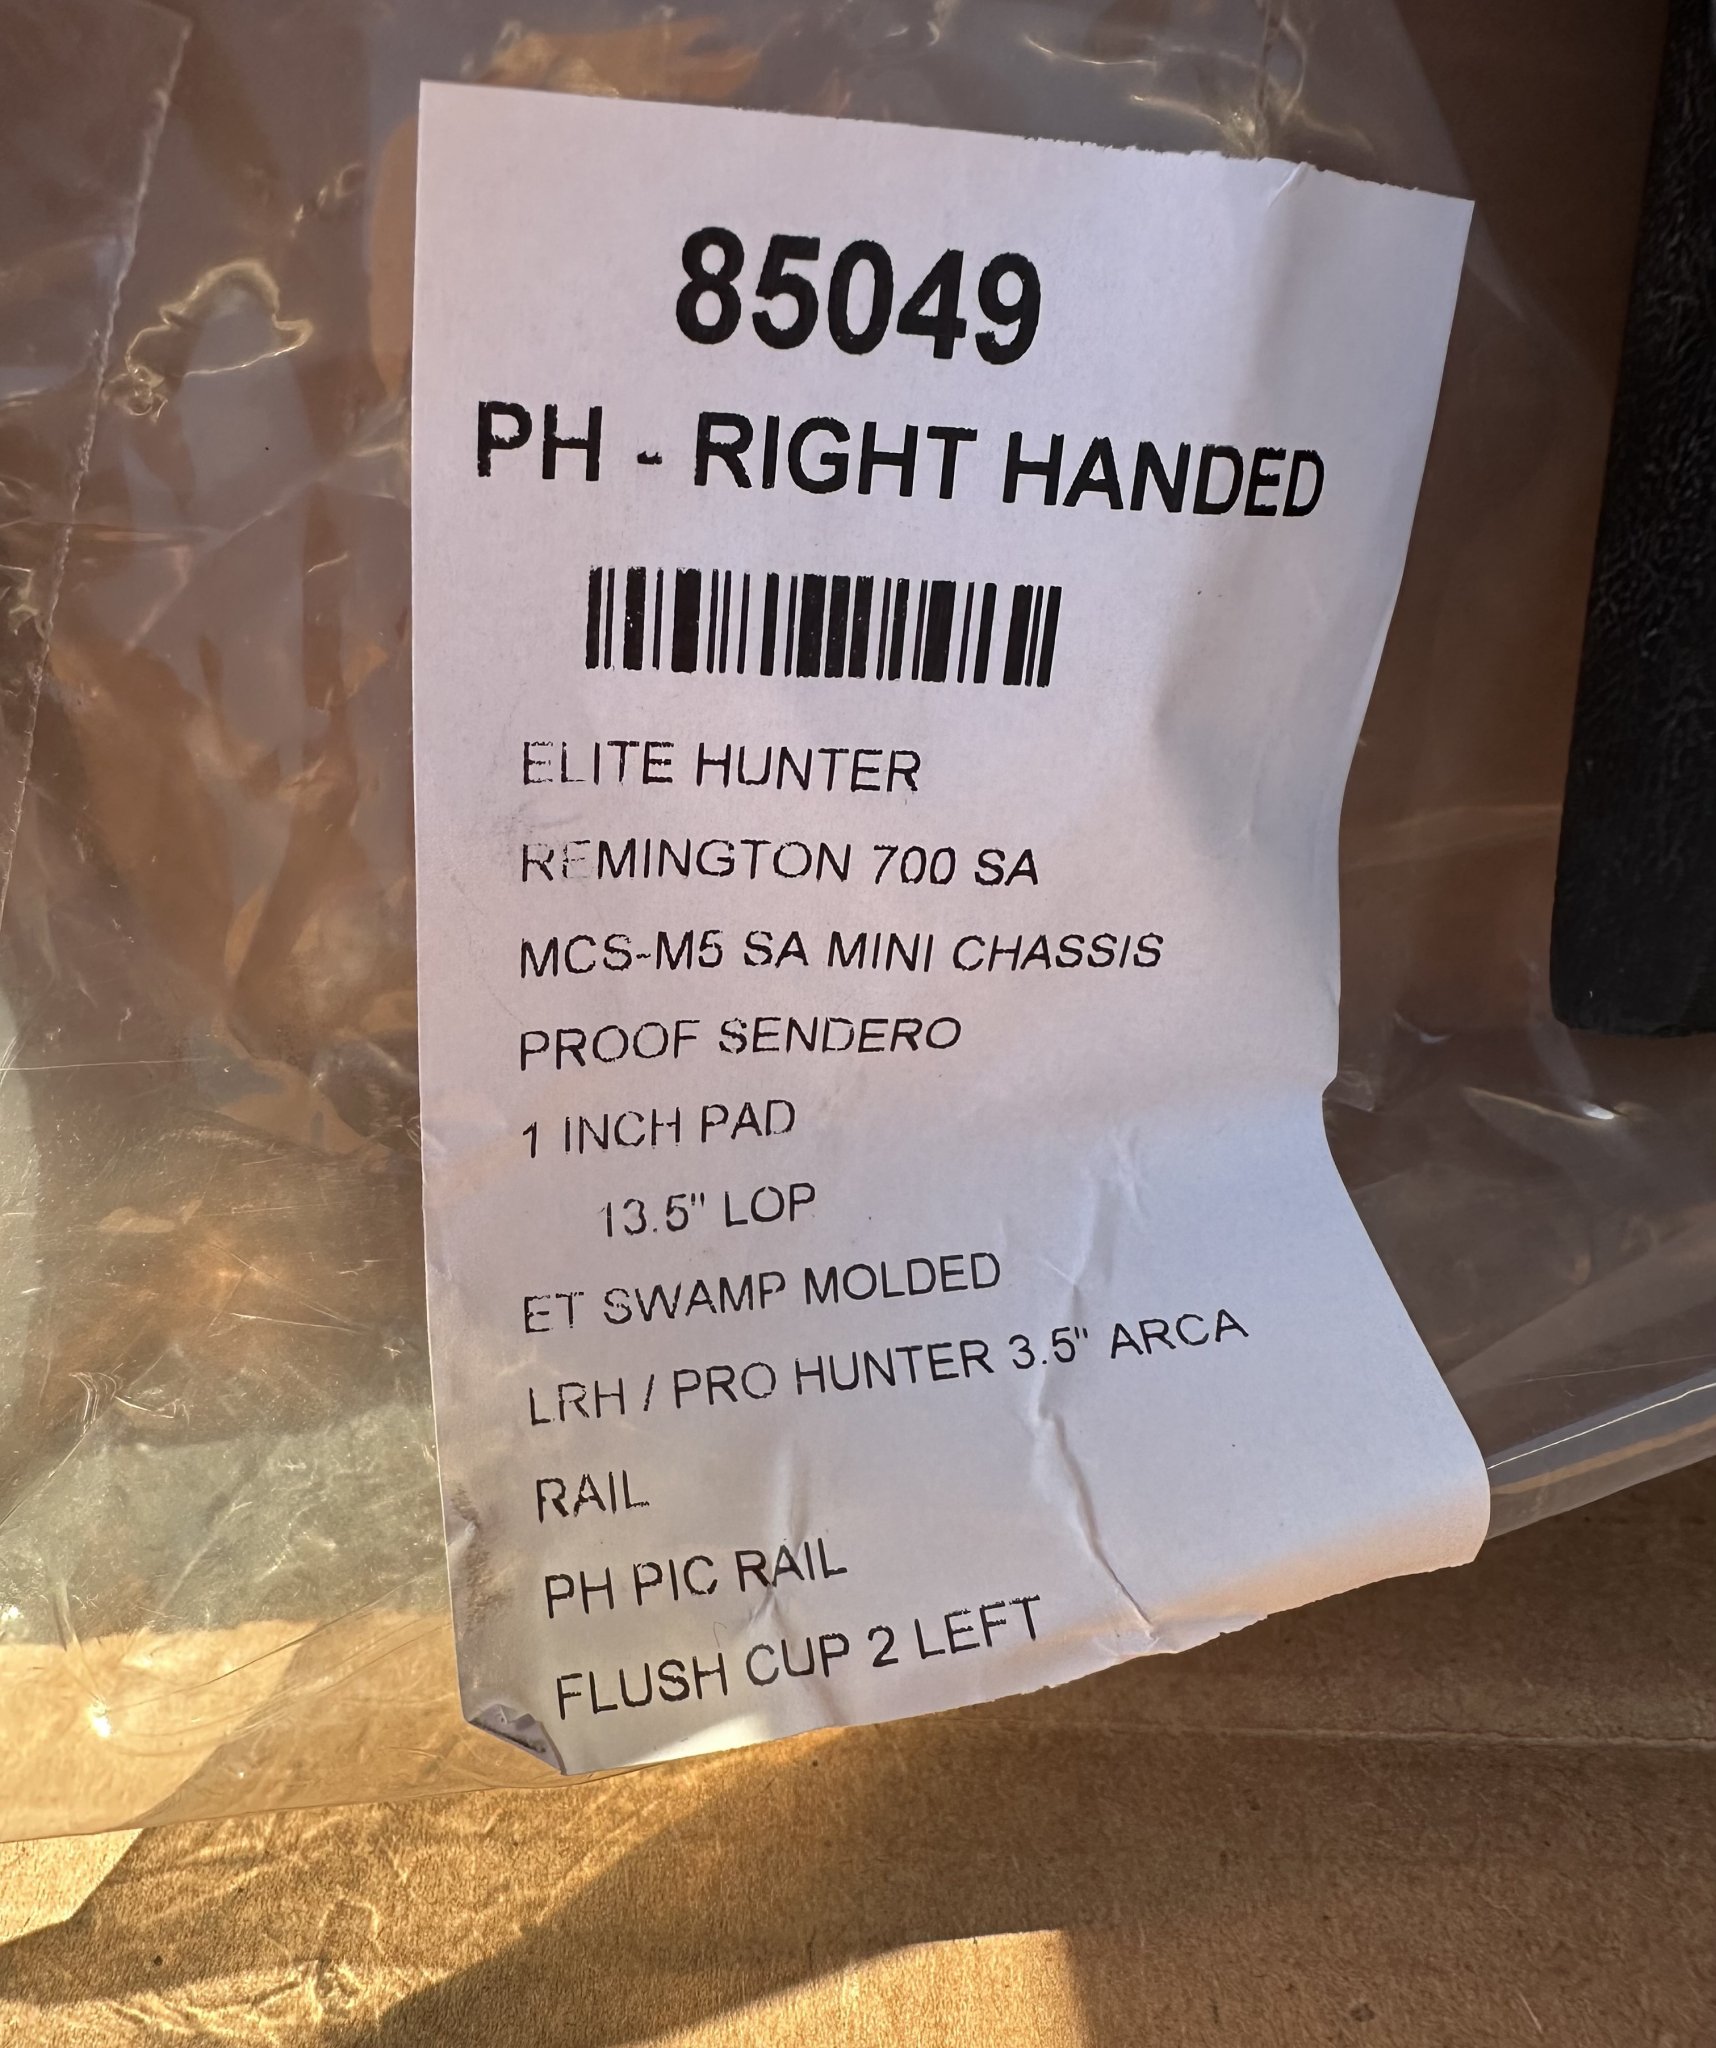 85049
PH - RIGHT HANDED
ELITE HUNTER
REMINGTON 700 SA
MCS-M5 SA MINI CHASSIS
PROOF SENDERO
1 INCH PAD
13.5" LOP
ET SWAMP MOLDED
LRH / PRO HUNTER 3.5" ARCA
RAIL
PH PIC RAIL
FLUSH CUP 2 LEFT